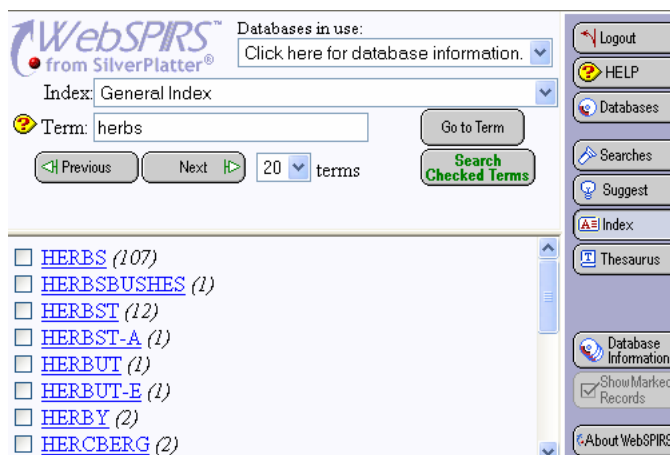 WebSPIRS™
from SilverPlatter®
Databases in use:
Click here for database information.
Index: General Index
Term: herbs
Go to Term
Previous
Next
20 terms
Search
Checked Terms
HERBS (107)
HERBSBUSHES (1)
HERBST (12)
HERBST-A (1)
HERBUT (1)
HERBUT-E (1)
HERBY (2)
HERCBERG (2)
Logout
HELP
Databases
Searches
Suggest
Index
Thesaurus
Database
Information
Show Marked
Records
About WebSPIRS